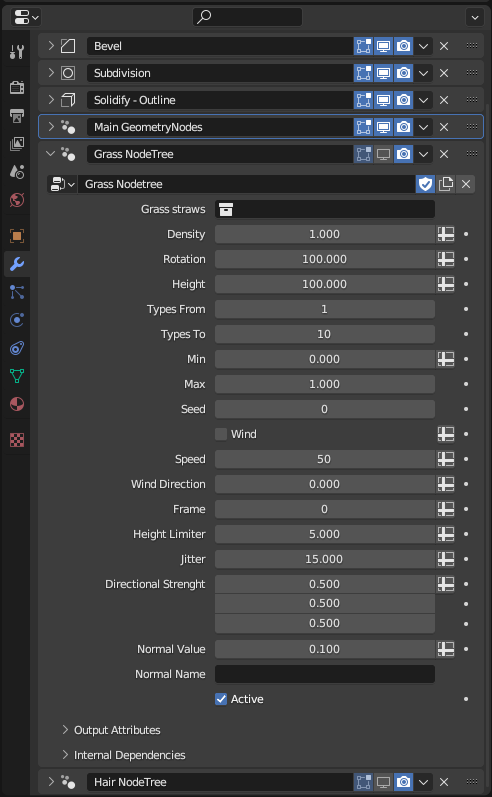 Bevel
Subdivision
Solidify - Outline
Main GeometryNodes
Grass NodeTree
Grass Nodetree
Grass straws
Density 1.000
Rotation 100.000
Height 100.000
Types From 1
Types To 10
Min 0.000
Max 1.000
Seed 0
Wind
Speed 50
Wind Direction 0.000
Frame 0
Height Limiter 5.000
Jitter 15.000
Directional Strenght 0.500
0.500
0.500
Normal Value 0.100
Normal Name
Active
Output Attributes
Internal Dependencies
Hair NodeTree